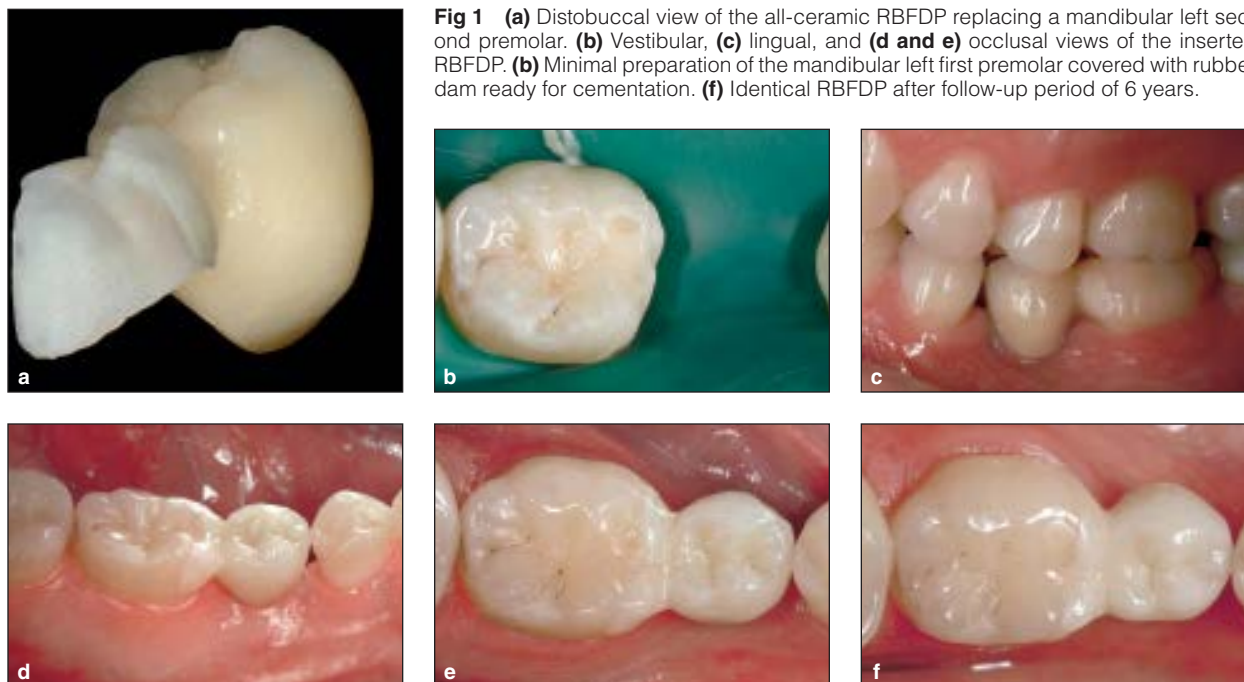 Fig 1 (a) Distobuccal view of the all-ceramic RBFDP replacing a mandibular left sec
ond premolar. (b) Vestibular, (c) lingual, and (d and e) occlusal views of the inserte
RBFDP. (b) Minimal preparation of the mandibular left first premolar covered with rubbe
dam ready for cementation. (f) Identical RBFDP after follow-up period of 6 years.
a
b
c
d
e
f